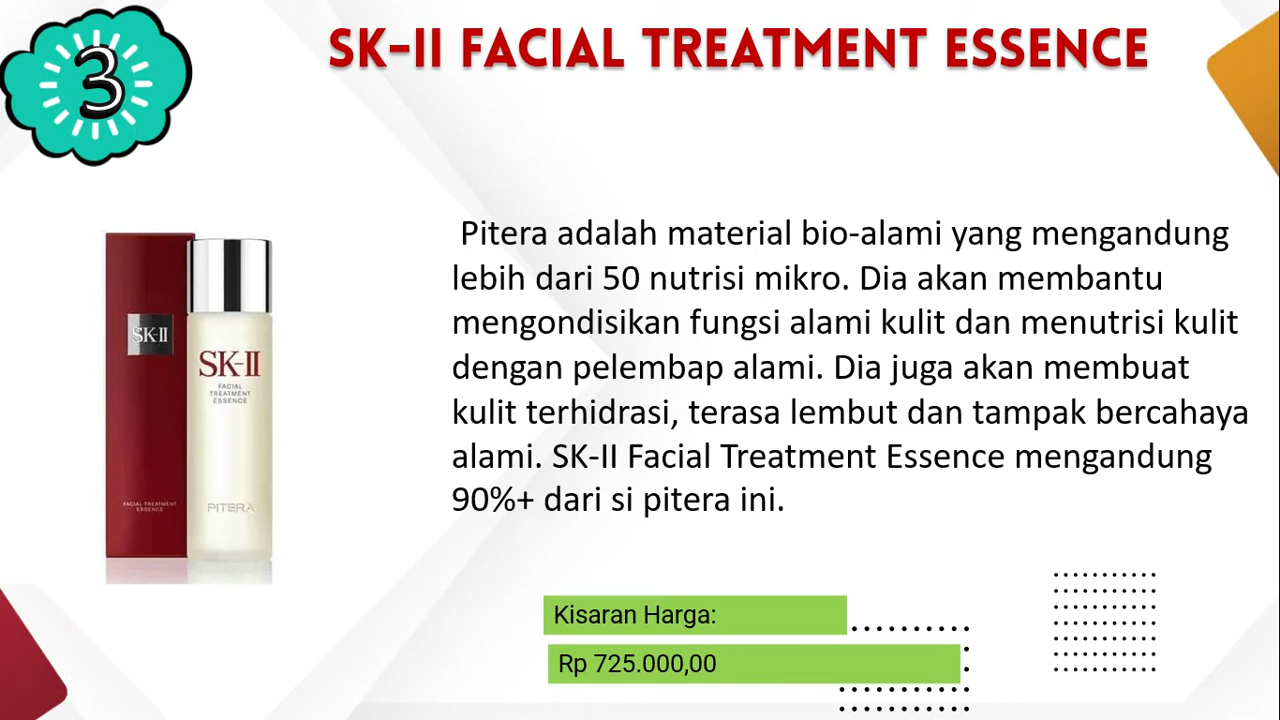 3
SK-II FACIAL TREATMENT ESSENCE
Pitera adalah material bio-alami yang mengandung
lebih dari 50 nutrisi mikro. Dia akan membantu
mengondisikan fungsi alami kulit dan menutrisi kulit
dengan pelembap alami. Dia juga akan membuat
kulit terhidrasi, terasa lembut dan tampak bercahaya
alami. SK-II Facial Treatment Essence mengandung
90%+ dari si pitera ini.
SK-II
FACIAL TREATMENT
ESSENCE
SK-II
FACIAL
TREATMENT
ESSENCE
PITERA
Kisaran Harga:
Rp 725.000,00